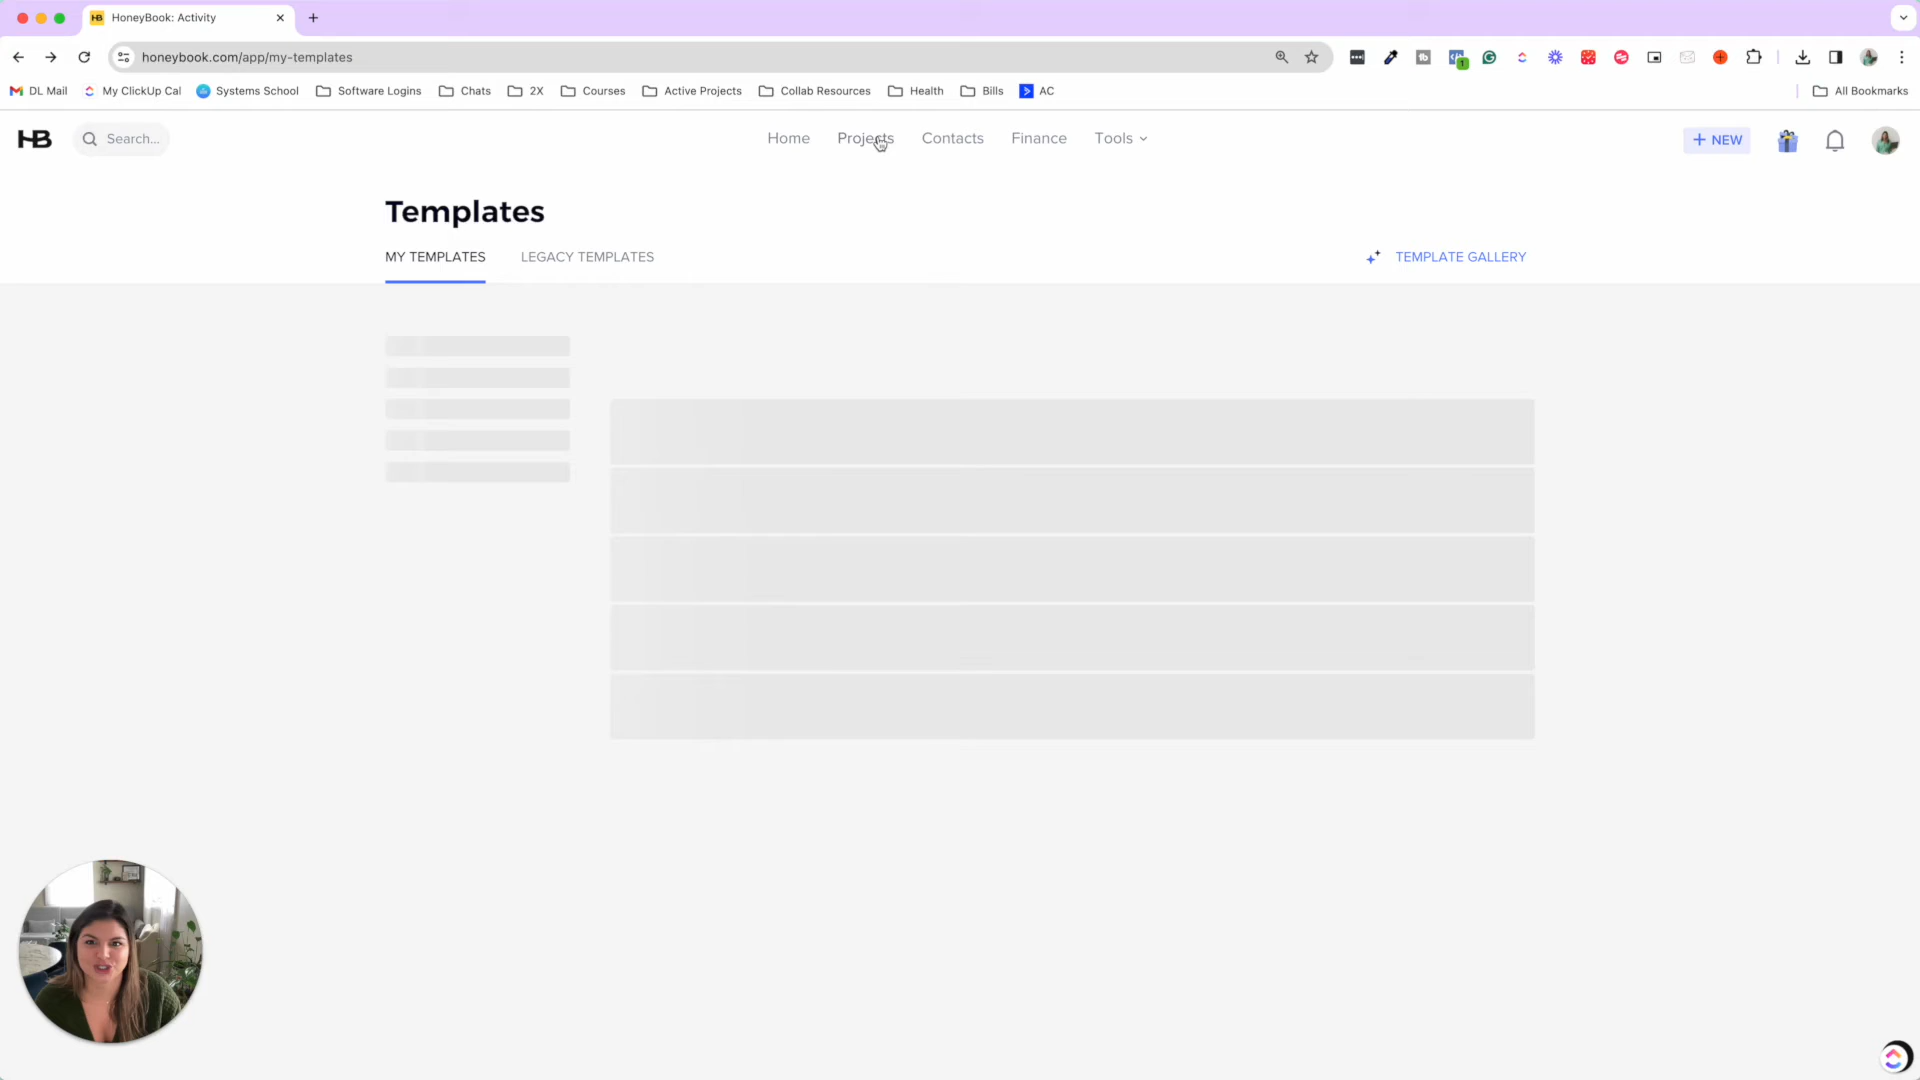 HB HoneyBook: Activity
honeybook.com/app/my-templates
1
DL Mail My ClickUp Cal Systems School Software Logins Chats 2X Courses Active Projects Collab Resources Health Bills AC All Bookmarks
HB Search... Home Projects Contacts Finance Tools + NEW
Templates
MY TEMPLATES LEGACY TEMPLATES TEMPLATE GALLERY